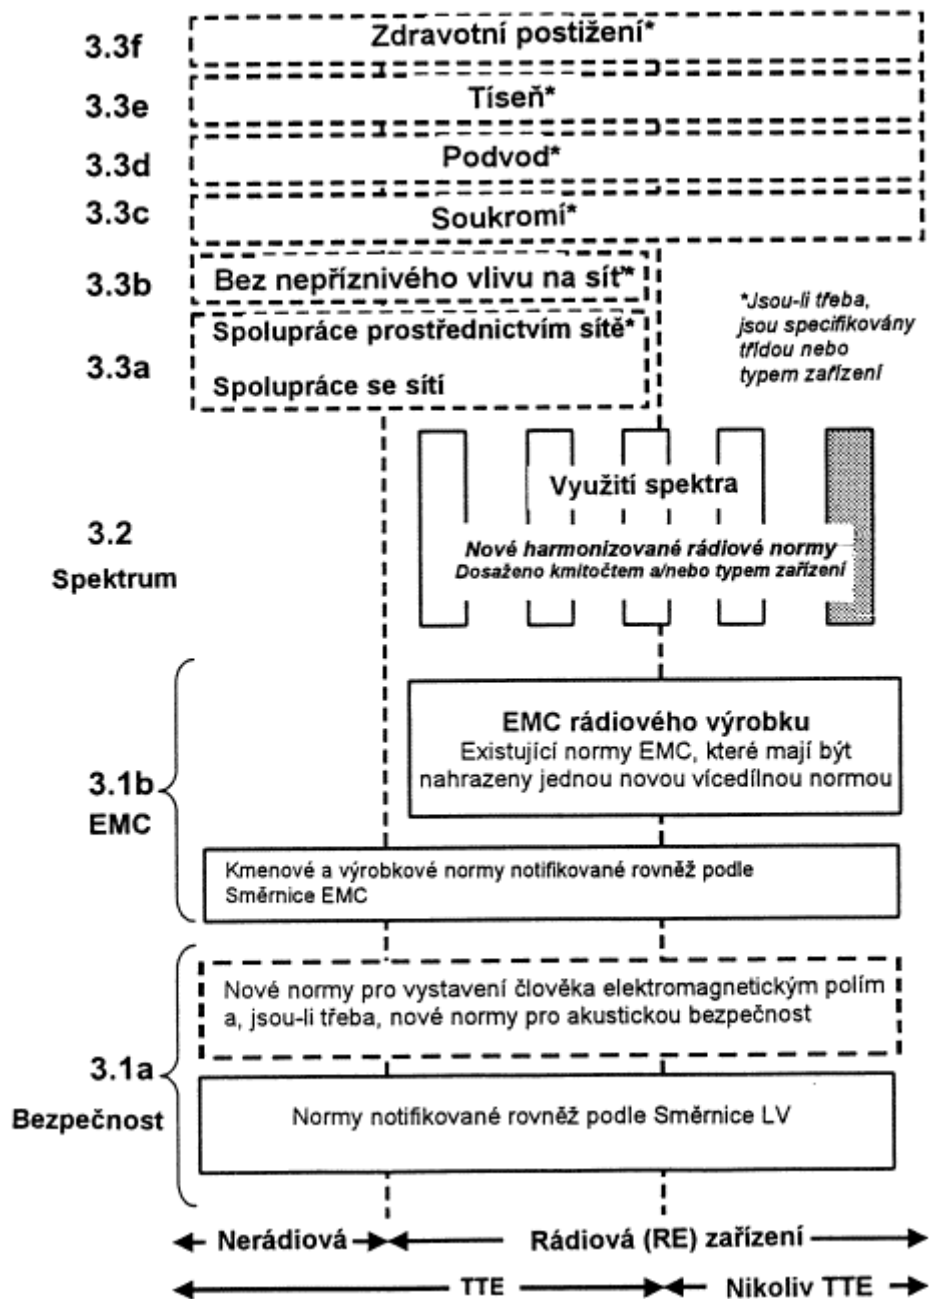 3.3f
Zdravotní postižení*
3.3e
Tíseň*
3.3d
Podvod*
3.3c
Soukromí*
3.3b
Bez nepříznivého vlivu na síť*
3.3a
Spolupráce prostřednictvím sítě*
Spolupráce se sítí
*Jsou-li třeba,
jsou specifikovány
třídou nebo
typem zařízení
3.2
Spektrum
Využití spektra
Nové harmonizované rádiové normy
Dosaženo kmitočtem a/nebo typem zařízení
3.1b
EMC
EMC rádiového výrobku
Existující normy EMC, které mají být
nahrazeny jednou novou vícedílnou normou
Kmenové a výrobkové normy notifikované rovněž podle
Směrnice EMC
3.1a
Bezpečnost
Nové normy pro vystavení člověka elektromagnetickým polím
a, jsou-li třeba, nové normy pro akustickou bezpečnost
Normy notifikované rovněž podle Směrnice LV
Nerádiová
Rádiová (RE) zařízení
TTE
Nikoliv TTE